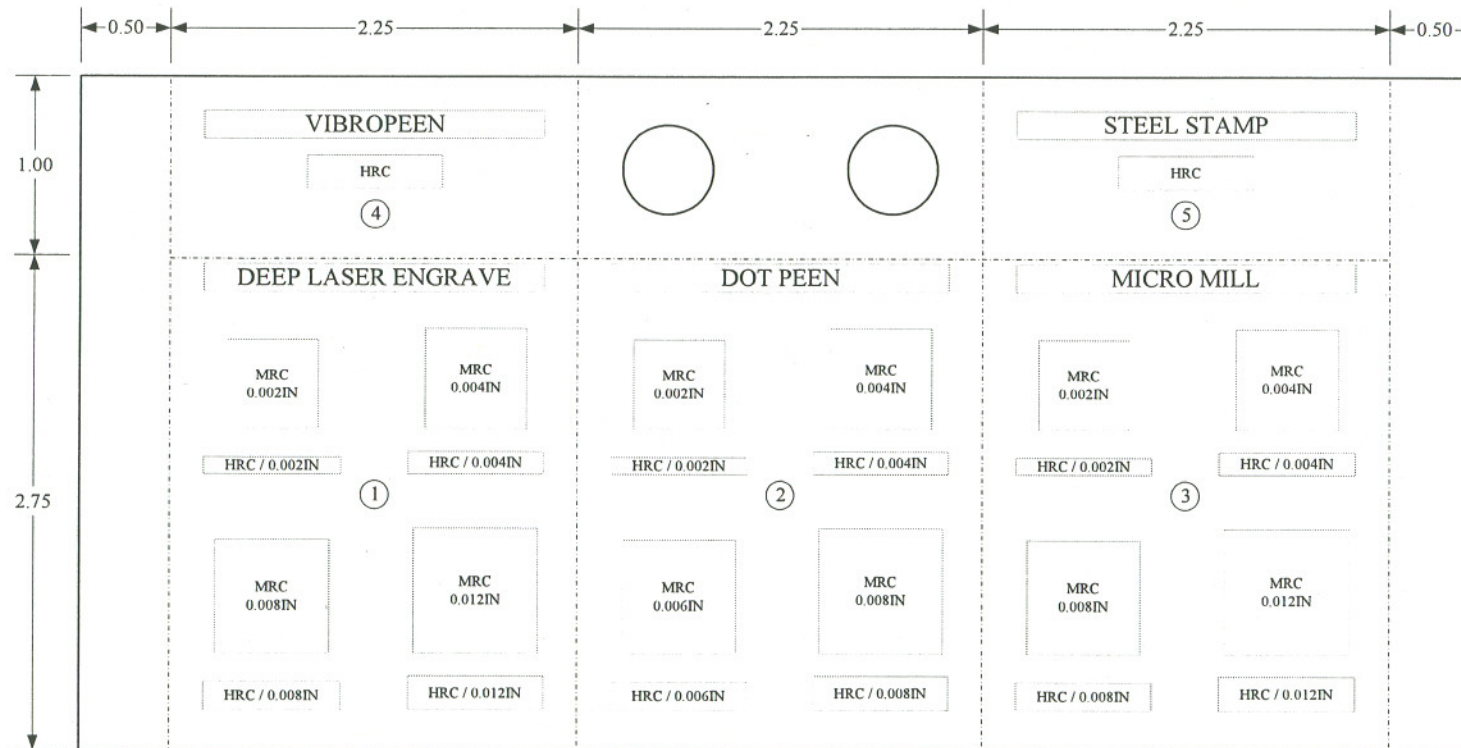 0.50 2.25 2.25 2.25 0.50
1.00
VIBROPEEN
HRC
4
STEEL STAMP
HRC
5
2.75
DEEP LASER ENGRAVE
MRC
0.002IN
MRC
0.004IN
HRC / 0.002IN
HRC / 0.004IN
1
MRC
0.008IN
MRC
0.012IN
HRC / 0.008IN
HRC / 0.012IN
DOT PEEN
MRC
0.002IN
MRC
0.004IN
HRC / 0.002IN
HRC / 0.004IN
2
MRC
0.006IN
MRC
0.008IN
HRC / 0.006IN
HRC / 0.008IN
MICRO MILL
MRC
0.002IN
MRC
0.004IN
HRC / 0.002IN
HRC / 0.004IN
3
MRC
0.008IN
MRC
0.012IN
HRC / 0.008IN
HRC / 0.012IN